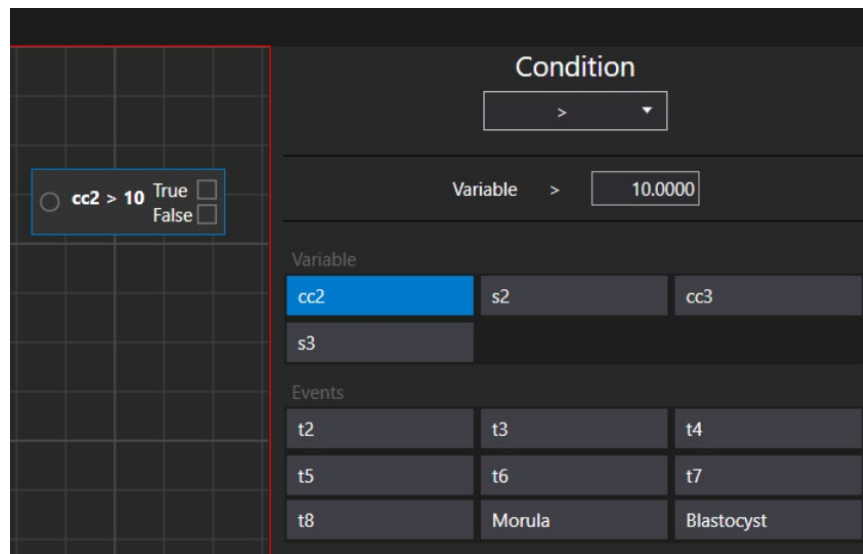 Condition
>
cc2 > 10 True
False
Variable > 10.0000
Variable
cc2 s2 cc3
s3
Events
t2 t3 t4
t5 t6 t7
t8 Morula Blastocyst